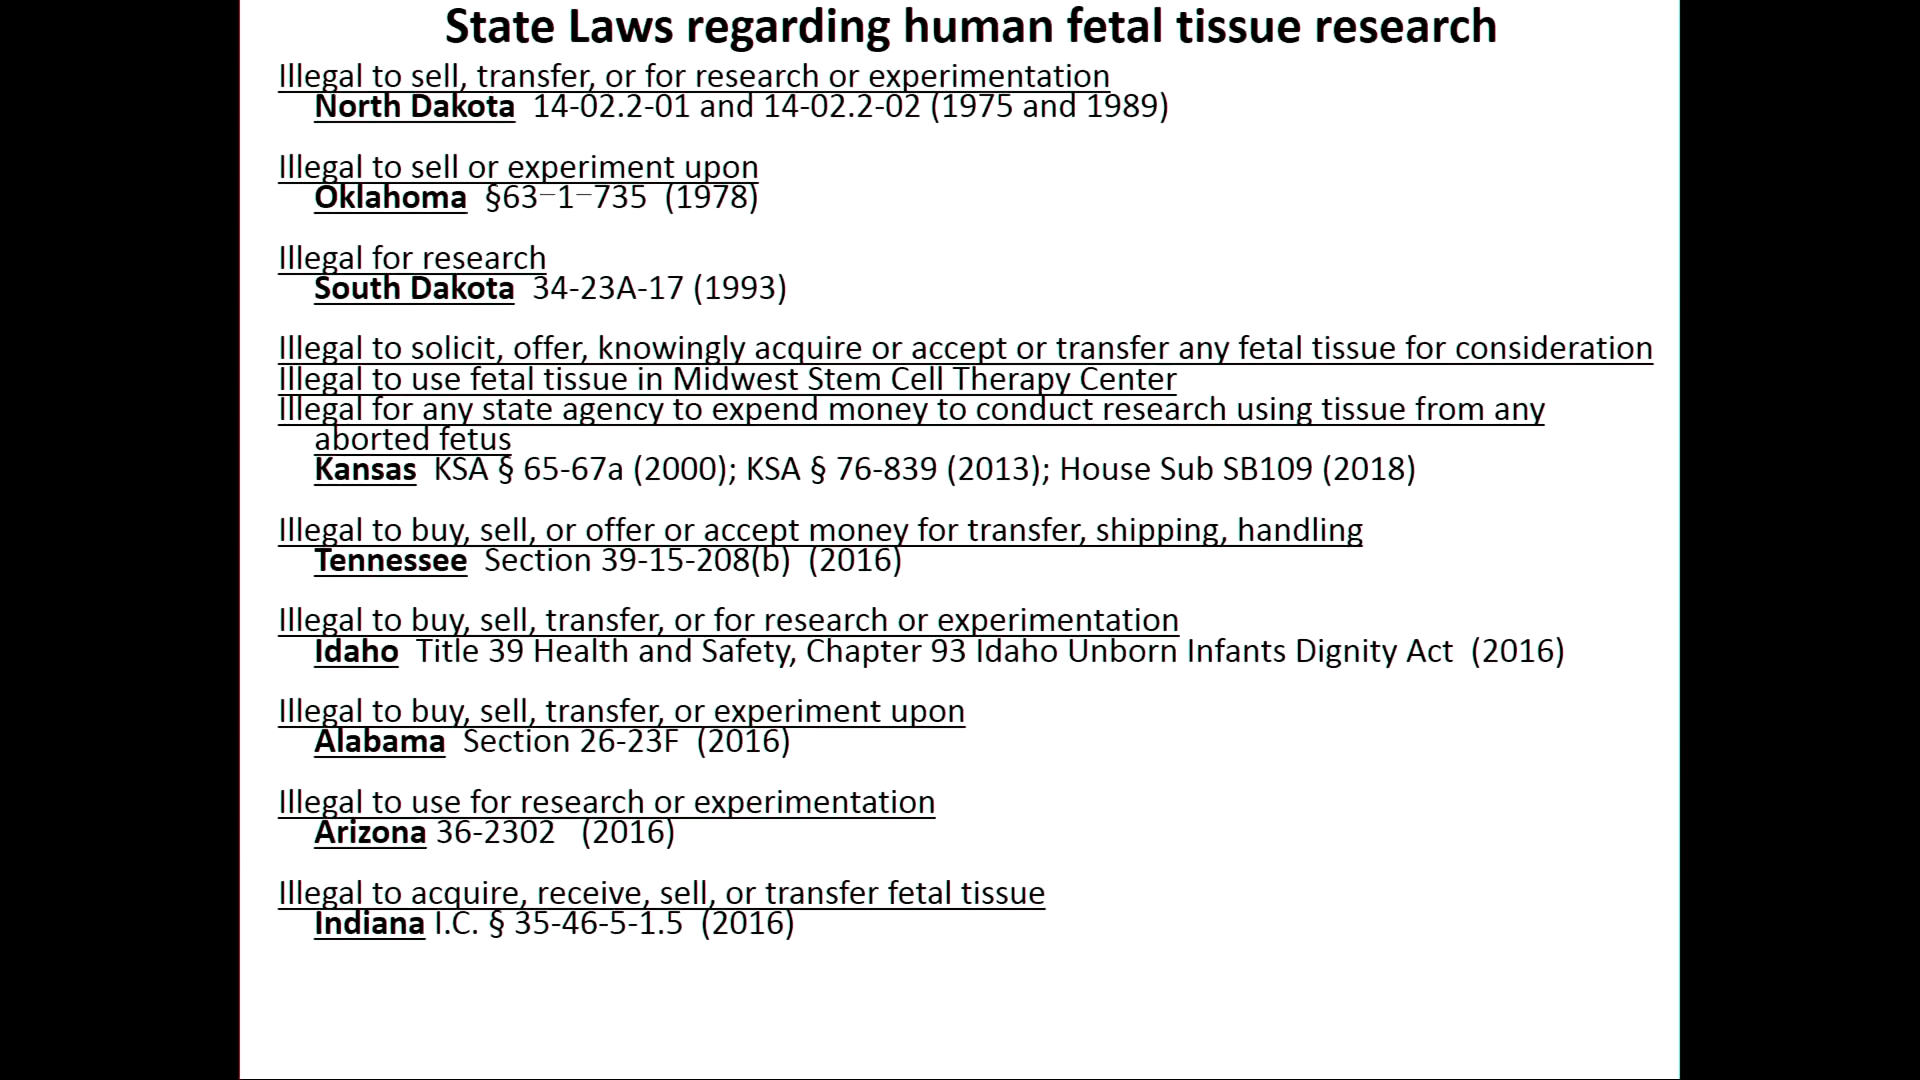 State Laws regarding human fetal tissue research
Illegal to sell, transfer, or for research or experimentation
North Dakota 14-02.2-01 and 14-02.2-02 (1975 and 1989)
Illegal to sell or experiment upon
Oklahoma §63–1–735 (1978)
Illegal for research
South Dakota 34-23A-17 (1993)
Illegal to solicit, offer, knowingly acquire or accept or transfer any fetal tissue for consideration
Illegal to use fetal tissue in Midwest Stem Cell Therapy Center
Illegal for any state agency to expend money to conduct research using tissue from any
aborted fetus
Kansas KSA § 65-67a (2000); KSA § 76-839 (2013); House Sub SB109 (2018)
Illegal to buy, sell, or offer or accept money for transfer, shipping, handling
Tennessee Section 39-15-208(b) (2016)
Illegal to buy, sell, transfer, or for research or experimentation
Idaho Title 39 Health and Safety, Chapter 93 Idaho Unborn Infants Dignity Act (2016)
Illegal to buy, sell, transfer, or experiment upon
Alabama Section 26-23F (2016)
Illegal to use for research or experimentation
Arizona 36-2302 (2016)
Illegal to acquire, receive, sell, or transfer fetal tissue
Indiana I.C. § 35-46-5-1.5 (2016)